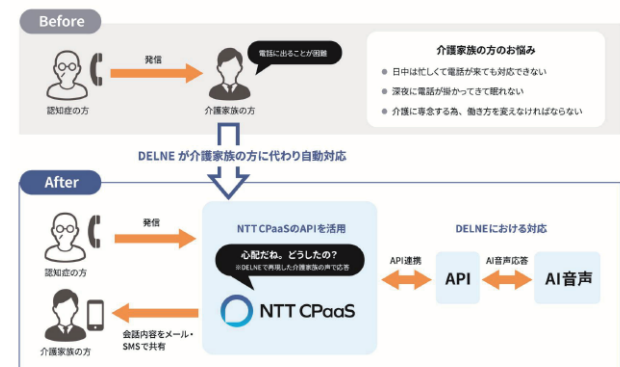 Before
発信
電話に出ることが困難
認知症の方
介護家族の方
介護家族の方のお悩み
日中は忙しくて電話が来ても対応できない
深夜に電話が掛かってきて眠れない
介護に専念する為、働き方を変えなければならない
DELNE が介護家族の方に代わり自動対応
After
発信
認知症の方
NTT CPaaSのAPIを活用
心配だね。どうしたの？
※DELNEで再現した介護家族の声で応答
NTT CPaaS
DELNEにおける対応
API連携
API
AI音声応答
AI音声
会話内容をメール・
SMSで共有
介護家族の方